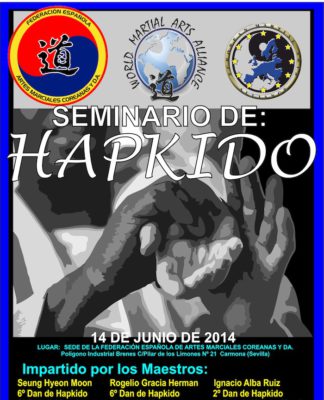 FEDERACIÓN ESPAÑOLA
道
ARTES MARCIALES COREANAS Y D.A.
WORLD MARTIAL ARTS ALLIANCE
道
SEMINARIO DE:
HAPKIDO
14 DE JUNIO DE 2014
LUGAR: SEDE DE LA FEDERACIÓN ESPAÑOLA DE ARTES MARCIALES COREANAS Y DA.
Polígono Industrial Brenes C/Pilar de los Limones Nº 21 Carmona (Sevilla)
Impartido por los Maestros:
Seung Hyeon Moon Rogelio Gracia Herman Ignacio Alba Ruiz
6º Dan de Hapkido 6º Dan de Hapkido 2º Dan de Hapkido